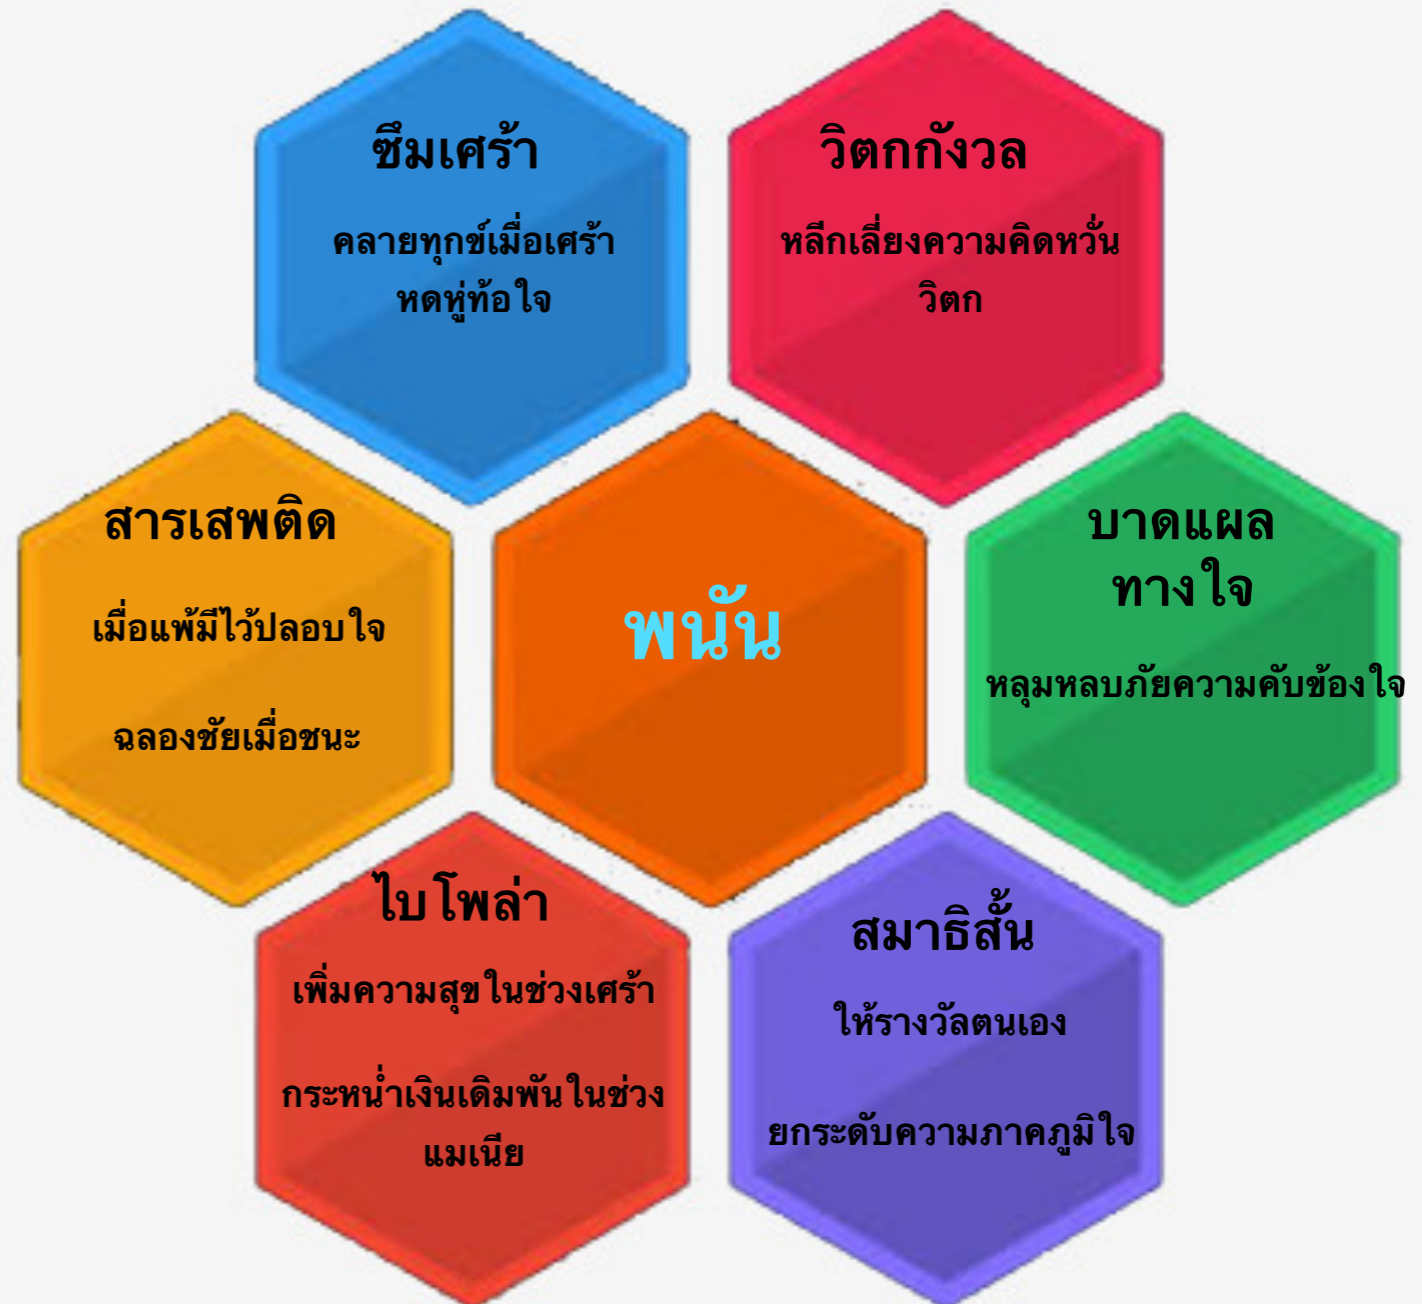 ซึมเศร้า
คลายทุกข์เมื่อเศร้า
หดหู่ท้อใจ
วิตกกังวล
หลีกเลี่ยงความคิดหวั่น
วิตก
สารเสพติด
เมื่อแพ้มีไว้ปลอบใจ
ฉลองชัยเมื่อชนะ
พนัน
บาดแผล
ทางใจ
หลุมหลบภัยความคับข้องใจ
ไบโพล่า
เพิ่มความสุขในช่วงเศร้า
กระหน่ำเงินเดิมพันในช่วง
แมเนีย
สมาธิสั้น
ให้รางวัลตนเอง
ยกระดับความภาคภูมิใจ